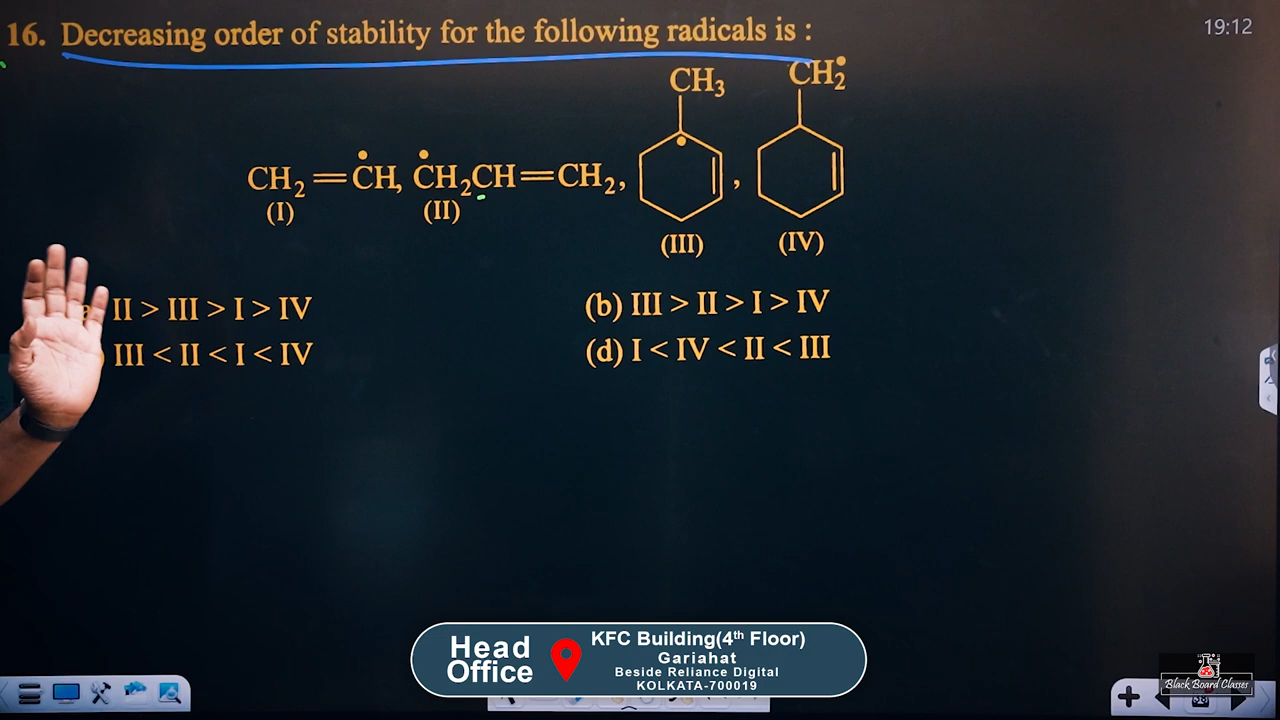 16. Decreasing order of stability for the following radicals is :
19:12
CH₃
CH₂•
CH₂=ĊH, ĊH₂CH=CH₂, ,
(I) (II) (III) (IV)
II > III > I > IV
(b) III > II > I > IV
) III < II < I < IV
(d) I < IV < II < III
Head Office
KFC Building(4th Floor)
Gariahat
Beside Reliance Digital
KOLKATA-700019
Black Board Classes